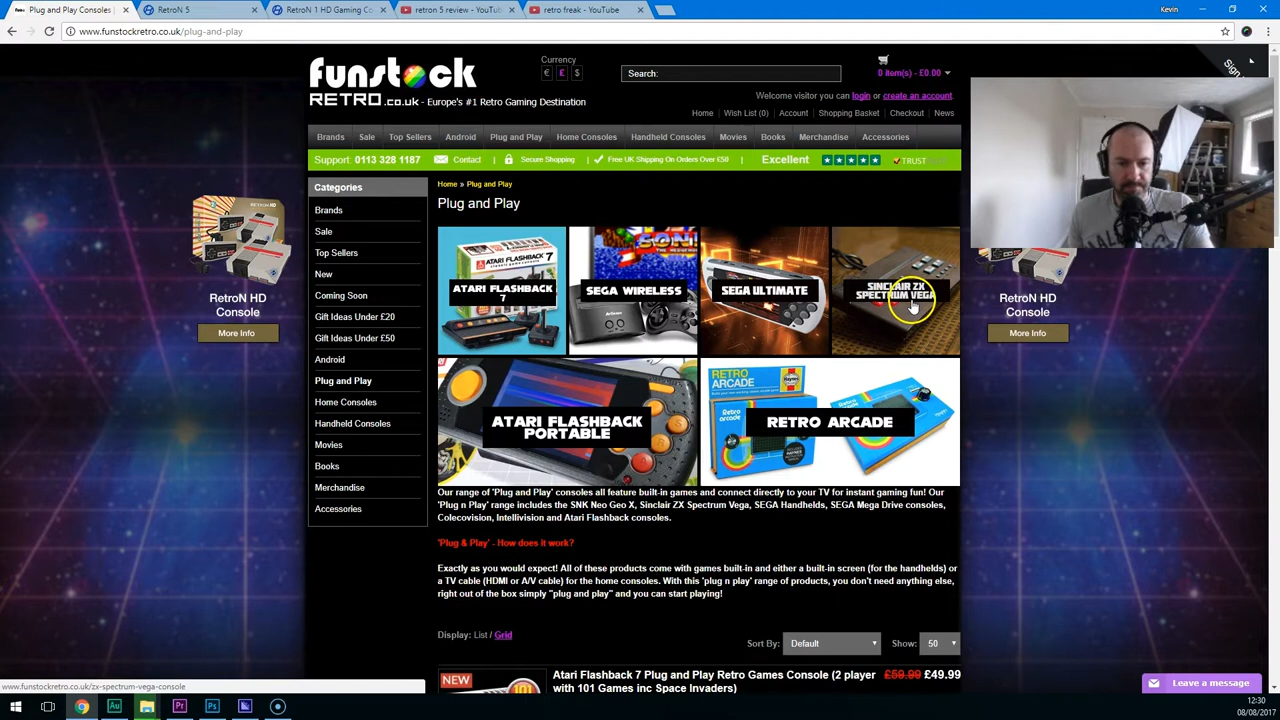 Plug and Play Consoles |
RetroN 5
RetroN 1 HD Gaming Co
retron 5 review - YouTub
retro freak - YouTube
Kevin
www.funstockretro.co.uk/plug-and-play
funstock
RETRO.co.uk - Europe's #1 Retro Gaming Destination
Currency
€ £ $
Search:
0 item(s) - £0.00
Sign
Welcome visitor you can login or create an account.
Home Wish List (0) Account Shopping Basket Checkout News
Brands Sale Top Sellers Android Plug and Play Home Consoles Handheld Consoles Movies Books Merchandise Accessories
Support: 0113 328 1187 Contact Secure Shopping Free UK Shipping On Orders Over £50 Excellent TRUST
Categories
Brands
Sale
Top Sellers
New
Coming Soon
Gift Ideas Under £20
Gift Ideas Under £50
Android
Plug and Play
Home Consoles
Handheld Consoles
Movies
Books
Merchandise
Accessories
RetroN HD
Console
More Info
Home » Plug and Play
Plug and Play
ATARI FLASHBACK
7
SEGA WIRELESS
SEGA ULTIMATE
SINCLAIR ZX
SPECTRUM VEGA
ATARI FLASHBACK
PORTABLE
RETRO
ARCADE
Retro
arcade
Haynes
RETRO ARCADE
RetroN HD
Console
More Info
Our range of 'Plug and Play' consoles all feature built-in games and connect directly to your TV for instant gaming fun! Our
'Plug n Play' range includes the SNK Neo Geo X, Sinclair ZX Spectrum Vega, SEGA Handhelds, SEGA Mega Drive consoles,
Colecovision, Intellivision and Atari Flashback consoles.
'Plug & Play' - How does it work?
Exactly as you would expect! All of these products come with games built-in and either a built-in screen (for the handhelds) or
a TV cable (HDMI or A/V cable) for the home consoles. With this 'plug n play' range of products, you don't need anything else,
right out of the box simply "plug and play" and you can start playing!
Display: List / Grid
Sort By: Default Show: 50
NEW
101
Atari Flashback 7 Plug and Play Retro Games Console (2 player
with 101 Games inc Space Invaders)
£59.99 £49.99
www.funstockretro.co.uk/zx-spectrum-vega-console
Leave a message
Au
Pr
Ps
12:30
08/08/2017